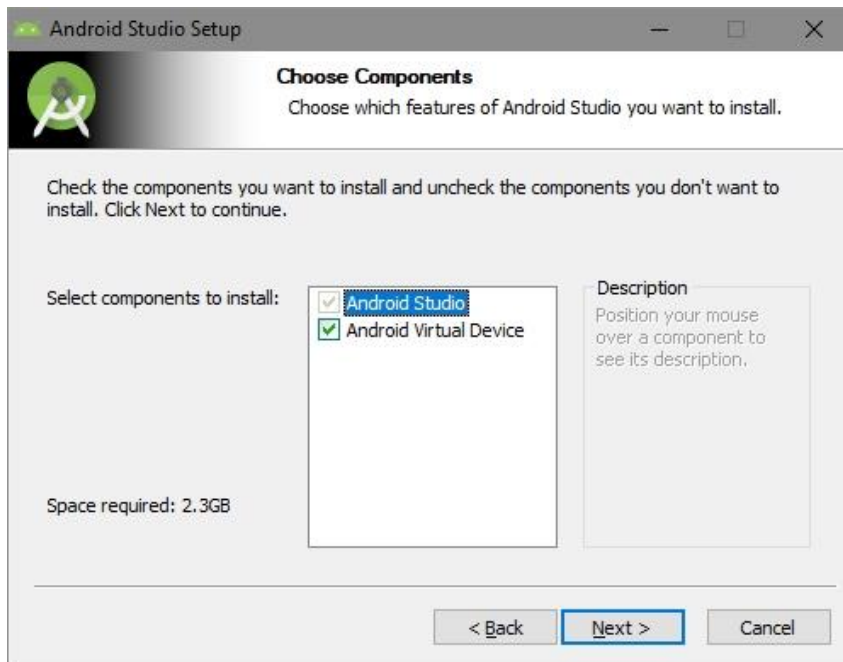 Android Studio Setup
Choose Components
Choose which features of Android Studio you want to install.
Check the components you want to install and uncheck the components you don't want to
install. Click Next to continue.
Select components to install:
Android Studio
Android Virtual Device
Description
Position your mouse
over a component to
see its description.
Space required: 2.3GB
< Back
Next >
Cancel